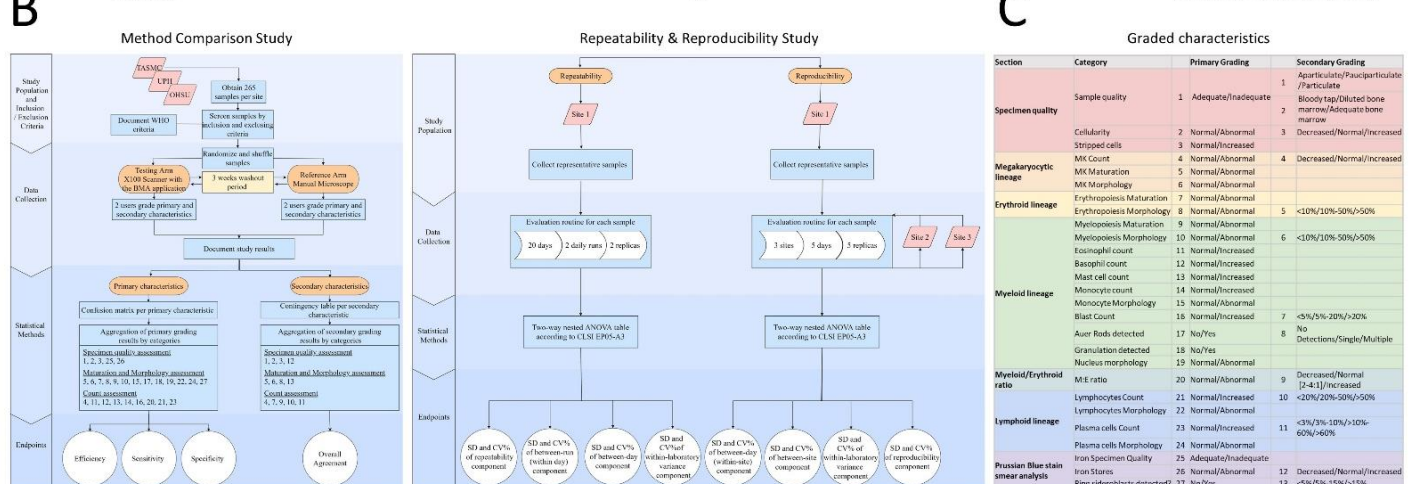 B
C
Method Comparison Study
Study
Population
and
Inclusion
/ Exclusion
Criteria
TASMC
UPH
OHSU
Obtain 265
samples per site
Document WHO
criteria
Screen samples by
inclusion and exclusing
criteria
Data
Collection
Randomize and shuffle
samples
Testing Arm
X100 Scanner with
the BMA application
3 weeks washout
period
Reference Arm
Manual Microscope
2 users grade primary and
secondary characteristics
2 users grade primary and
secondary characteristics
Document study results
Statistical
Methods
Primary characteristics
Secondary characteristics
Confusion matrix per primary characteristic
Contingency table per secondary
characteristic
Aggregation of primary grading
results by categories
Specimen quality assessment
1, 2, 3, 25, 26
Maturation and Morphology assessment
5, 6, 7, 8, 9, 10, 15, 17, 18, 19, 22, 24, 27
Count assessment
4, 11, 12, 13, 14, 16, 20, 21, 23
Aggregation of secondary grading
results by categories
Specimen quality assessment
1, 2, 3, 12
Maturation and Morphology assessment
5, 6, 8, 13
Count assessment
4, 7, 9, 10, 11
Endpoints
Efficiency
Sensitivity
Specificity
Overall
Agreement
Repeatability & Reproducibility Study
Study
Population
Repeatability
Reproducibility
Site 1
Site 1
Collect representative samples
Collect representative samples
Data
Collection
Evaluation routine for each sample
20 days
2 daily runs
2 replicas
Evaluation routine for each sample
3 sites
5 days
5 replicas
Site 2
Site 3
Statistical
Methods
Two-way nested ANOVA table
according to CLSI EP05-A3
Two-way nested ANOVA table
according to CLSI EP05-A3
Endpoints
SD and CV%
of repeatability
component
SD and CV%
of between-run
(within day)
component
SD and CV%
of between-day
component
SD and
CV%of
within-laboratory
variance
component
SD and CV%
of between-day
(within-site)
component
SD and CV%
of between-site
component
SD and
CV% of
within-laboratory
variance
component
SD and CV%
of reproducibility
component
Graded characteristics
Section Category Primary Grading Secondary Grading
Specimen quality
Sample quality 1 Adequate/Inadequate
1 Aparticulate/Pauciparticulate
/Particulate
2 Bloody tap/Diluted bone
marrow/Adequate bone
marrow
Cellularity 2 Normal/Abnormal 3 Decreased/Normal/Increased
Stripped cells 3 Normal/Increased
Megakaryocytic
lineage
MK Count 4 Normal/Abnormal 4 Decreased/Normal/Increased
MK Maturation 5 Normal/Abnormal
MK Morphology 6 Normal/Abnormal
Erythroid lineage
Erythropoiesis Maturation 7 Normal/Abnormal
Erythropoiesis Morphology 8 Normal/Abnormal 5 <10%/10%-50%/>50%
Myeloid lineage
Myelopoiesis Maturation 9 Normal/Abnormal
Myelopoiesis Morphology 10 Normal/Abnormal 6 <10%/10%-50%/>50%
Eosinophil count 11 Normal/Increased
Basophil count 12 Normal/Increased
Mast cell count 13 Normal/Increased
Monocyte count 14 Normal/Increased
Monocyte Morphology 15 Normal/Abnormal
Blast Count 16 Normal/Increased 7 <5%/5%-20%/>20%
Auer Rods detected 17 No/Yes 8 No
Detections/Single/Multiple
Granulation detected 18 No/Yes
Nucleus morphology 19 Normal/Abnormal
Myeloid/Erythroid
ratio
M:E ratio 20 Normal/Abnormal 9 Decreased/Normal
[2-4:1]/Increased
Lymphoid lineage
Lymphocytes Count 21 Normal/Increased 10 <20%/20%-50%/>50%
Lymphocytes Morphology 22 Normal/Abnormal
Plasma cells Count 23 Normal/Increased 11 <3%/3%-10%/>10%-
60%/>60%
Plasma cells Morphology 24 Normal/Abnormal
Prussian Blue stain
smear analysis
Iron Specimen Quality 25 Adequate/Inadequate
Iron Stores 26 Normal/Abnormal 12 Decreased/Normal/Increased
Ring sideroblasts detected? 27 No/Yes 13 <5%/5%-15%/>15%